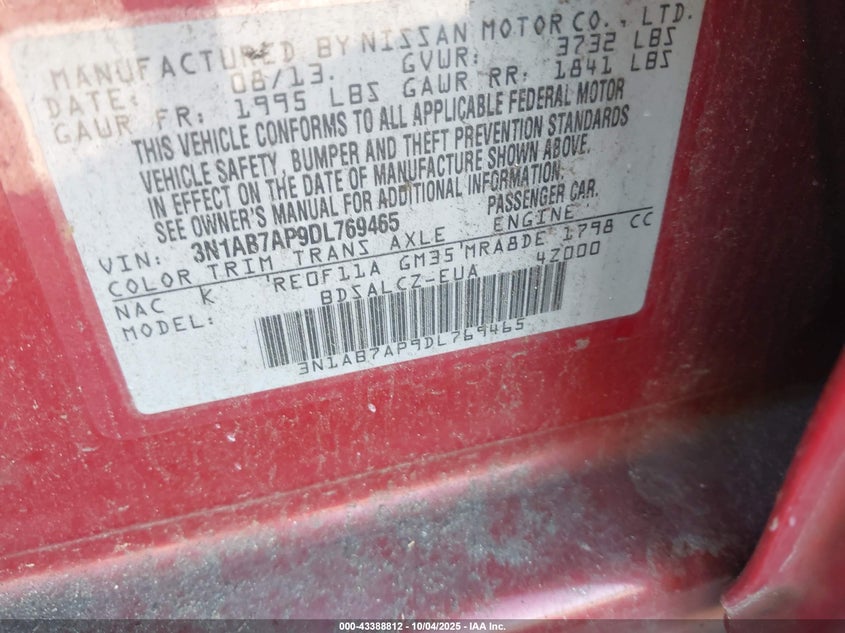 MANUFACTURED BY NISSAN MOTOR CO., LTD.
DATE: 08/13. GVWR: 3732 LBS
GAWR FR: 1995 LBS GAWR RR: 1841 LBS
THIS VEHICLE CONFORMS TO ALL APPLICABLE FEDERAL MOTOR
VEHICLE SAFETY, BUMPER AND THEFT PREVENTION STANDARDS
IN EFFECT ON THE DATE OF MANUFACTURE SHOWN ABOVE.
SEE OWNER'S MANUAL FOR ADDITIONAL INFORMATION.
VIN: 3N1AB7AP9DL769465 PASSENGER CAR.
COLOR TRIM TRANS AXLE ENGINE
NAC K RE0F11A GM35 MRA8DE 1798 CC
MODEL: BDSALCZ-EUA 4Z000
3N1AB7AP9DL769465
000-43388812 - 10/04/2025 - IAA Inc.